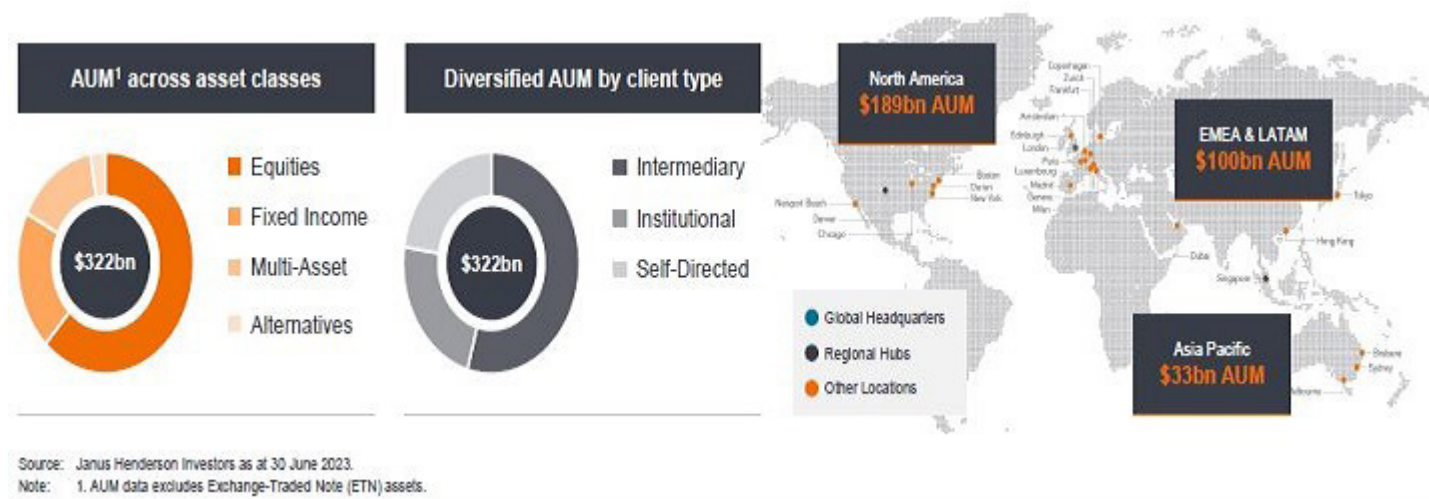 AUM1 across asset classes
$322bn
Equities
Fixed Income
Multi-Asset
Alternatives
Diversified AUM by client type
$322bn
Intermediary
Institutional
Self-Directed
North America
$189bn AUM
EMEA & LATAM
$100bn AUM
Asia Pacific
$33bn AUM
Copenhagen
Zurich
Frankfurt
Amsterdam
Edinburgh
London
Paris
Luxembourg
Madrid
Geneva
Milan
Boston
New York
Newport Beach
Denver
Chicago
Tokyo
Hong Kong
Dubai
Singapore
Brisbane
Sydney
Global Headquarters
Regional Hubs
Other Locations
Source: Janus Henderson Investors as at 30 June 2023.
Note: 1. AUM data excludes Exchange-Traded Note (ETN) assets.